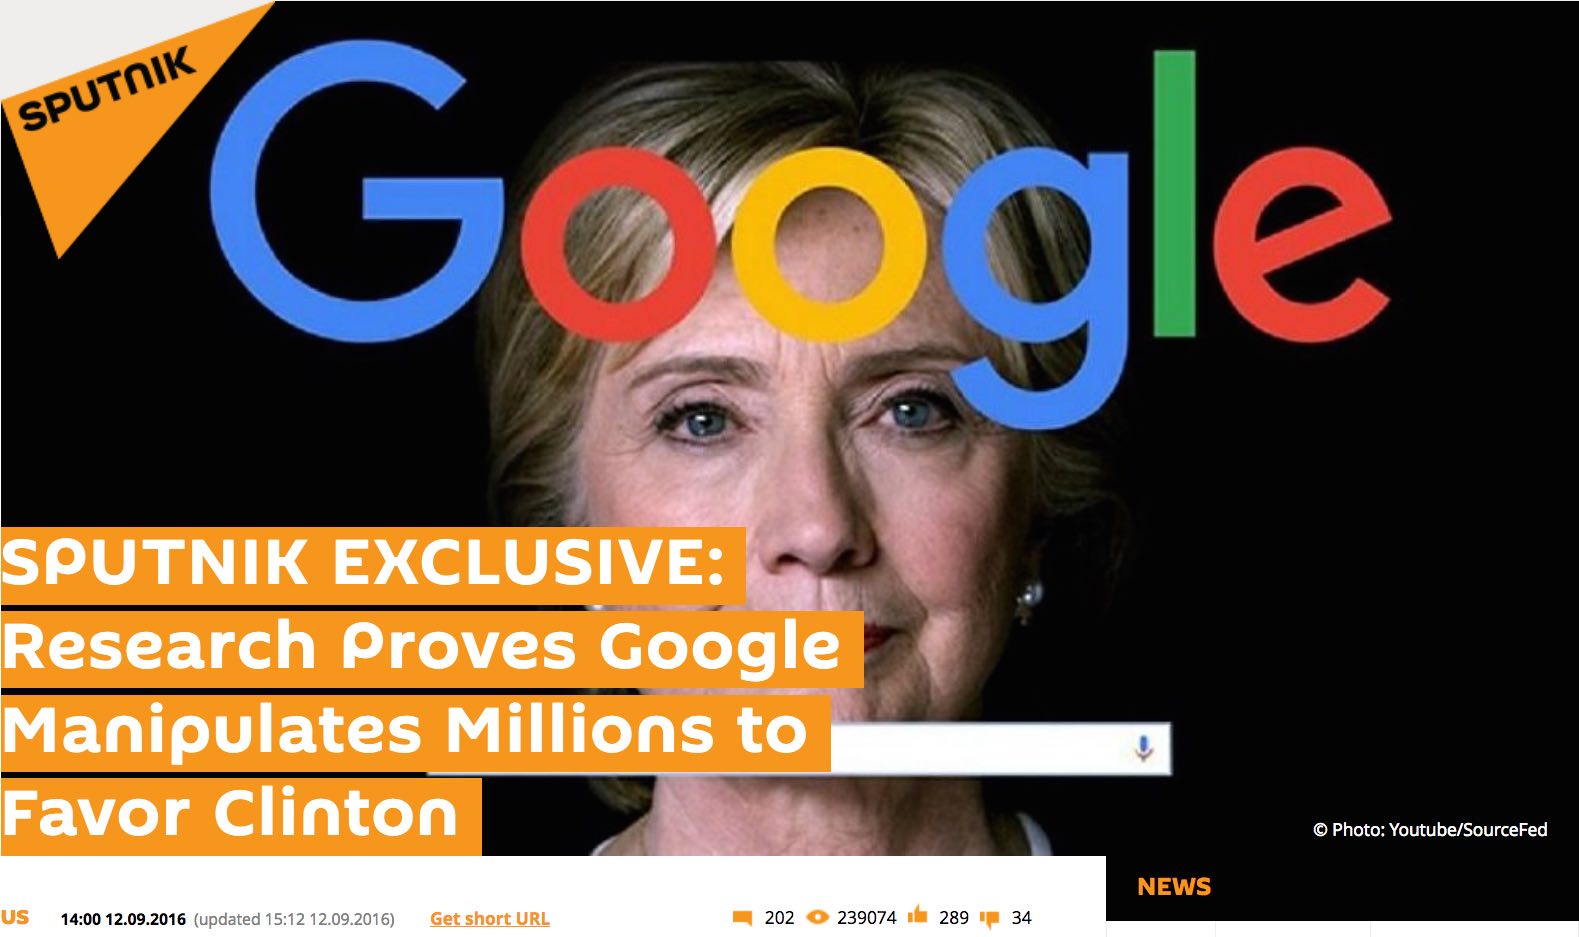 SPUTNIK
Google
SPUTNIK EXCLUSIVE:
Research Proves Google
Manipulates Millions to
Favor Clinton
© Photo: Youtube/SourceFed
NEWS
US 14:00 12.09.2016 (updated 15:12 12.09.2016) Get short URL 202 239074 289 34